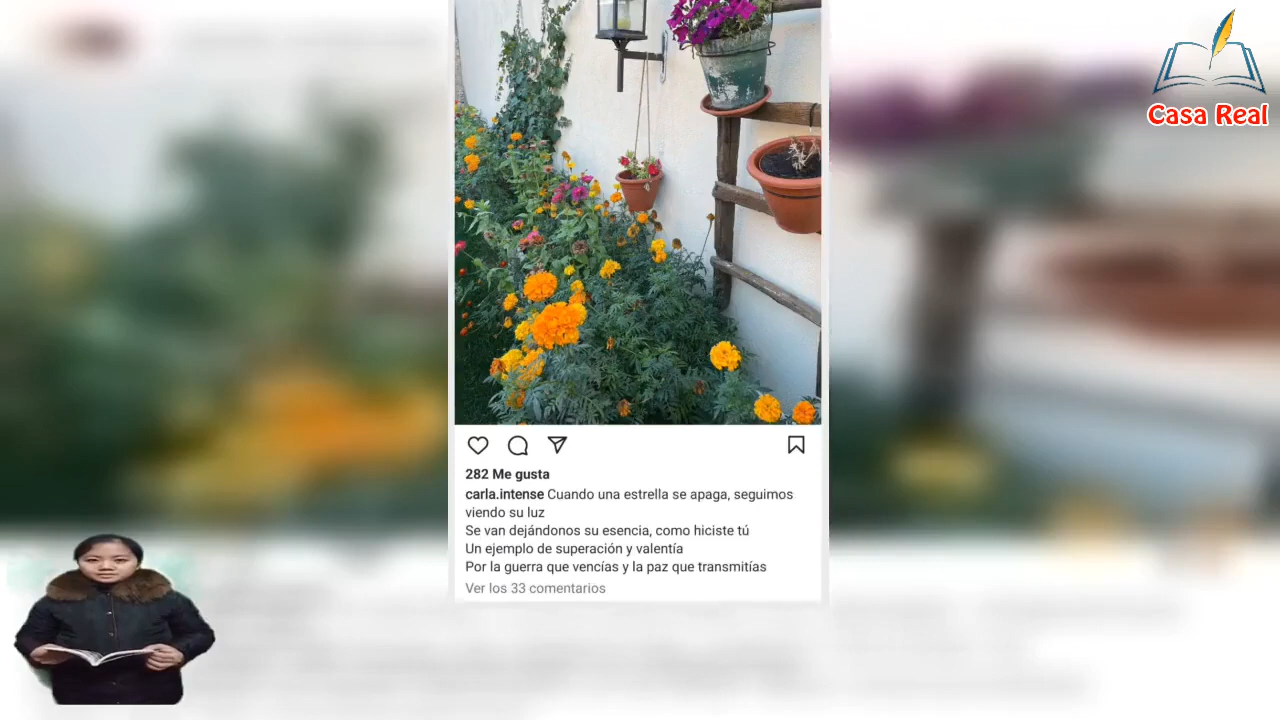 Casa Real
282 Me gusta
carla.intense Cuando una estrella se apaga, seguimos
viendo su luz
Se van dejándonos su esencia, como hiciste tú
Un ejemplo de superación y valentía
Por la guerra que vencías y la paz que transmitías
Ver los 33 comentarios